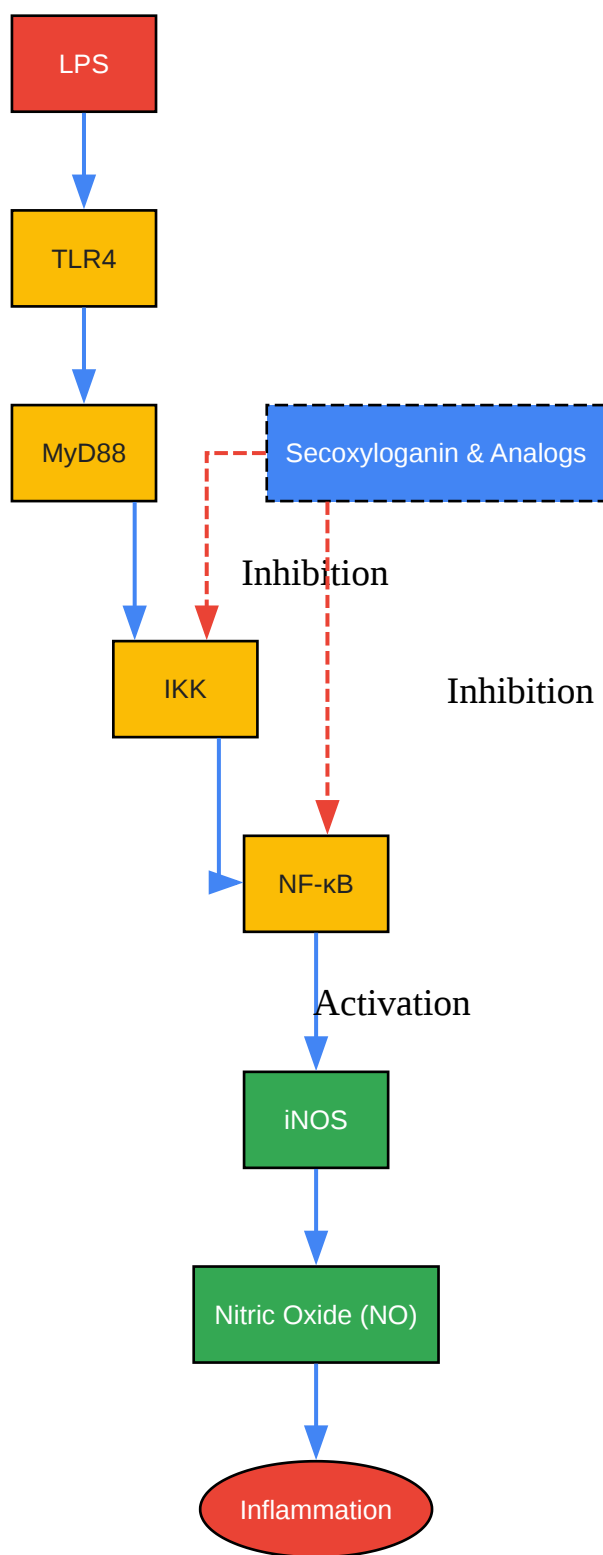 LPS
TLR4
MyD88
Secoxyloganin & Analogs
Inhibition
IKK
Inhibition
NF-κB
Activation
iNOS
Nitric Oxide (NO)
Inflammation